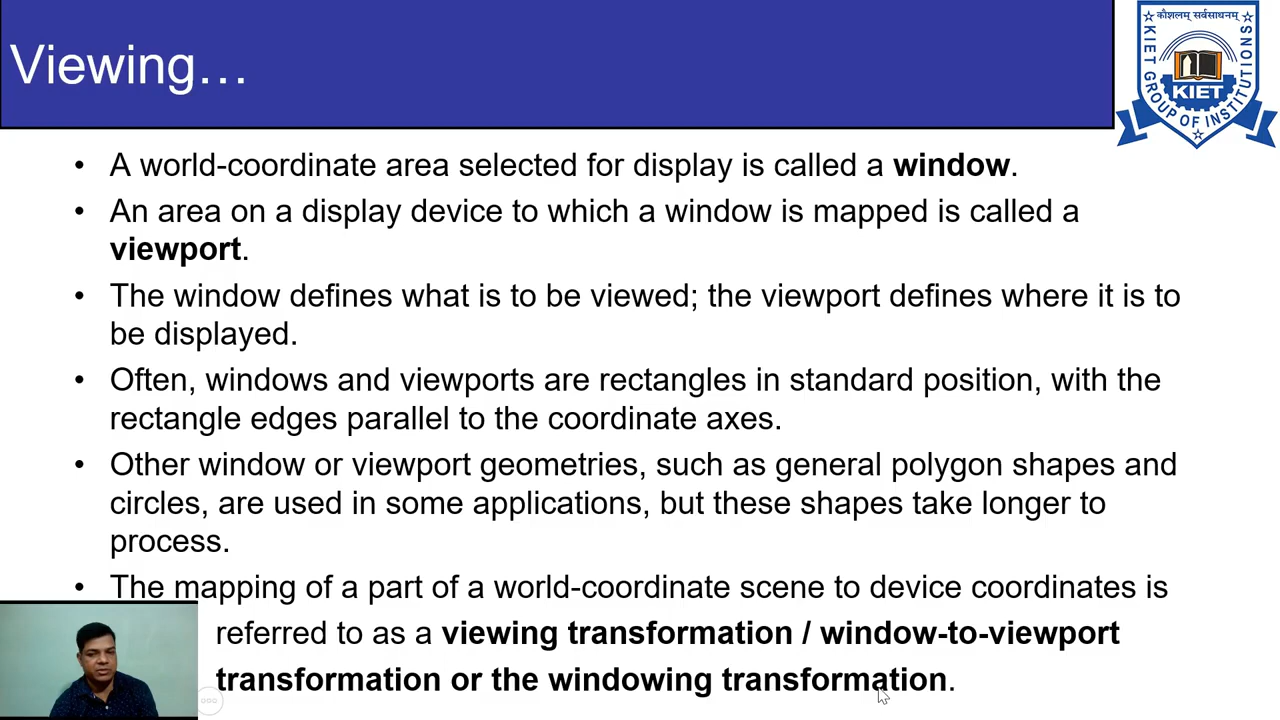 Viewing…
कौशलम् सर्वसाधनम्
KIET GROUP OF INSTITUTIONS
KIET
• A world-coordinate area selected for display is called a window.
• An area on a display device to which a window is mapped is called a
viewport.
• The window defines what is to be viewed; the viewport defines where it is to
be displayed.
• Often, windows and viewports are rectangles in standard position, with the
rectangle edges parallel to the coordinate axes.
• Other window or viewport geometries, such as general polygon shapes and
circles, are used in some applications, but these shapes take longer to
process.
• The mapping of a part of a world-coordinate scene to device coordinates is
referred to as a viewing transformation / window-to-viewport
transformation or the windowing transformation.